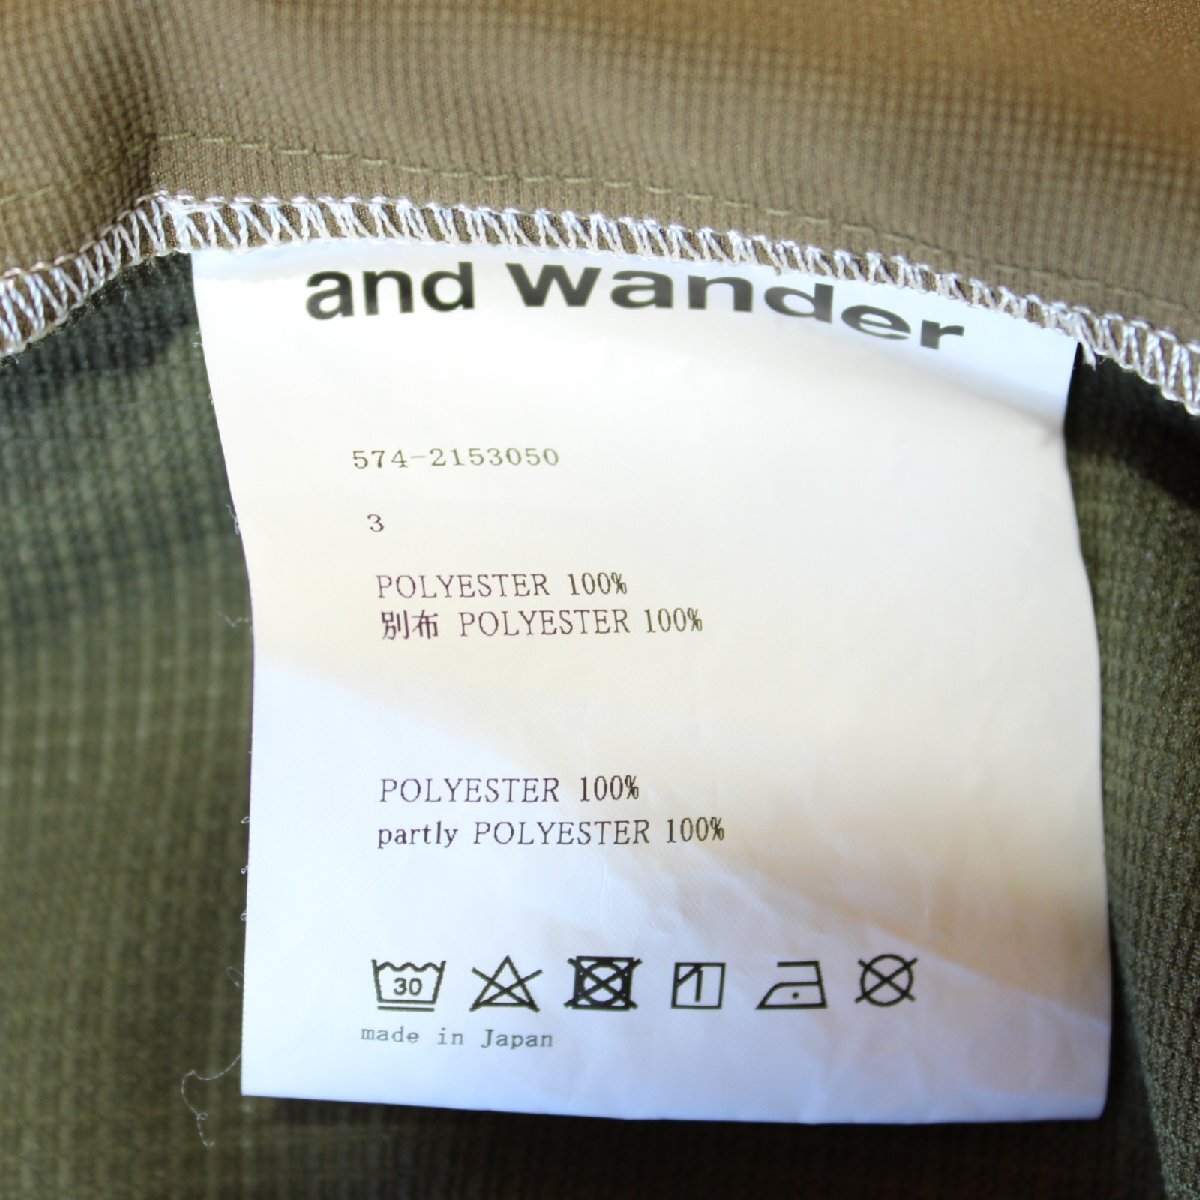 and wander
574-2153050
3
POLYESTER 100%
別布 POLYESTER 100%
POLYESTER 100%
partly POLYESTER 100%
30
made in Japan